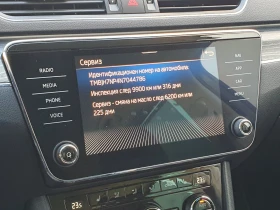 Сервиз
RADIO
MEDIA
PHONE
VOICE
Идентификационен номер на автомобила:
TMBJH7NP4N7044786
Инспекция след 9900 км или 316 дни
Сервиз - смяна на масло след 6200 км или
225 дни